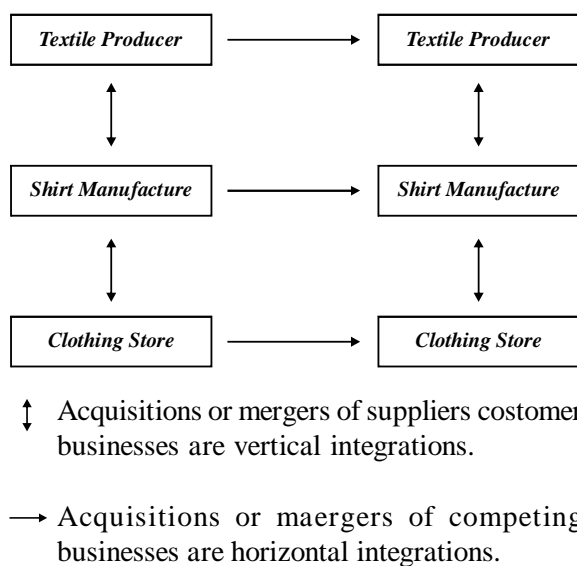 Textile Producer Textile Producer
Shirt Manufacture Shirt Manufacture
Clothing Store Clothing Store
Acquisitions or mergers of suppliers costomer
businesses are vertical integrations.
Acquisitions or maergers of competing
businesses are horizontal integrations.